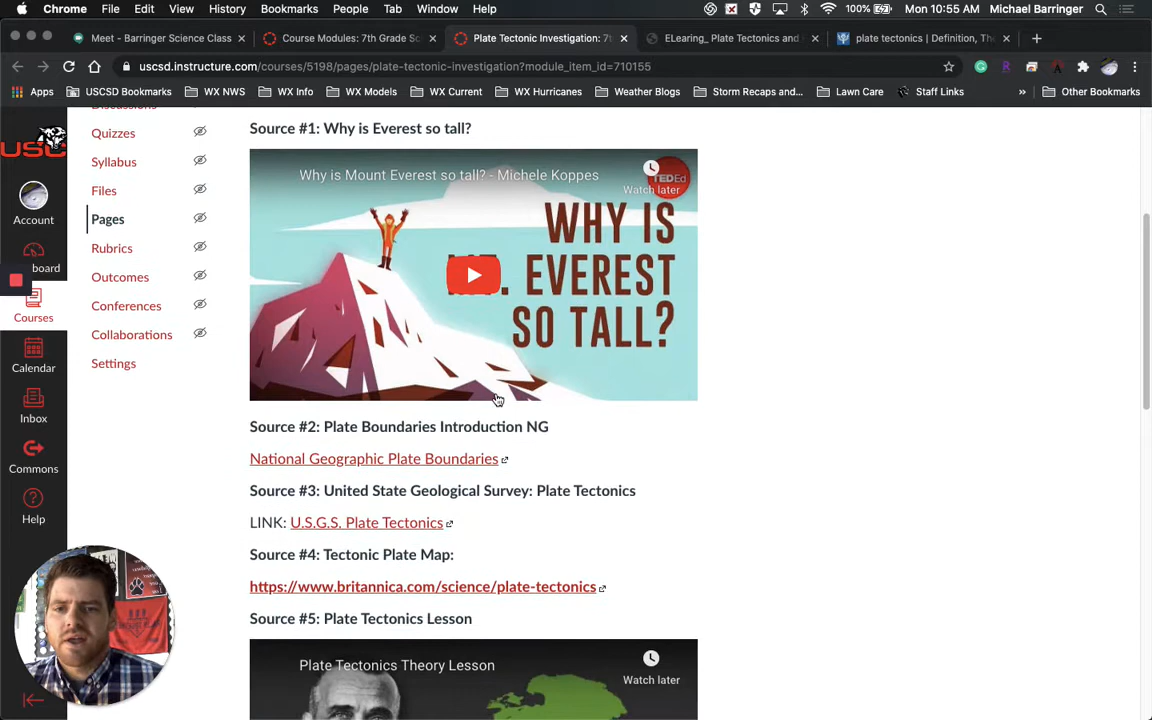 Chrome File Edit View History Bookmarks People Tab Window Help 100% Mon 10:55 AM Michael Barringer
Meet - Barringer Science Class Course Modules: 7th Grade Sc Plate Tectonic Investigation: 7t ELearing_ Plate Tectonics and plate tectonics | Definition, Th
uscsd.instructure.com/courses/5198/pages/plate-tectonic-investigation?module_item_id=710155
Apps USCSD Bookmarks WX NWS WX Info WX Models WX Current WX Hurricanes Weather Blogs Storm Recaps and... Lawn Care Staff Links » Other Bookmarks
Discussions
Quizzes
Syllabus
Files
Pages
Rubrics
Outcomes
Conferences
Collaborations
Settings
USC
Account
board
Courses
Calendar
Inbox
Commons
Help
Source #1: Why is Everest so tall?
Why is Mount Everest so tall? - Michele Koppes
Watch later
TEDEd
WHY IS
. EVEREST
SO TALL?
Source #2: Plate Boundaries Introduction NG
National Geographic Plate Boundaries
Source #3: United State Geological Survey: Plate Tectonics
LINK: U.S.G.S. Plate Tectonics
Source #4: Tectonic Plate Map:
https://www.britannica.com/science/plate-tectonics
Source #5: Plate Tectonics Lesson
Plate Tectonics Theory Lesson
Watch later